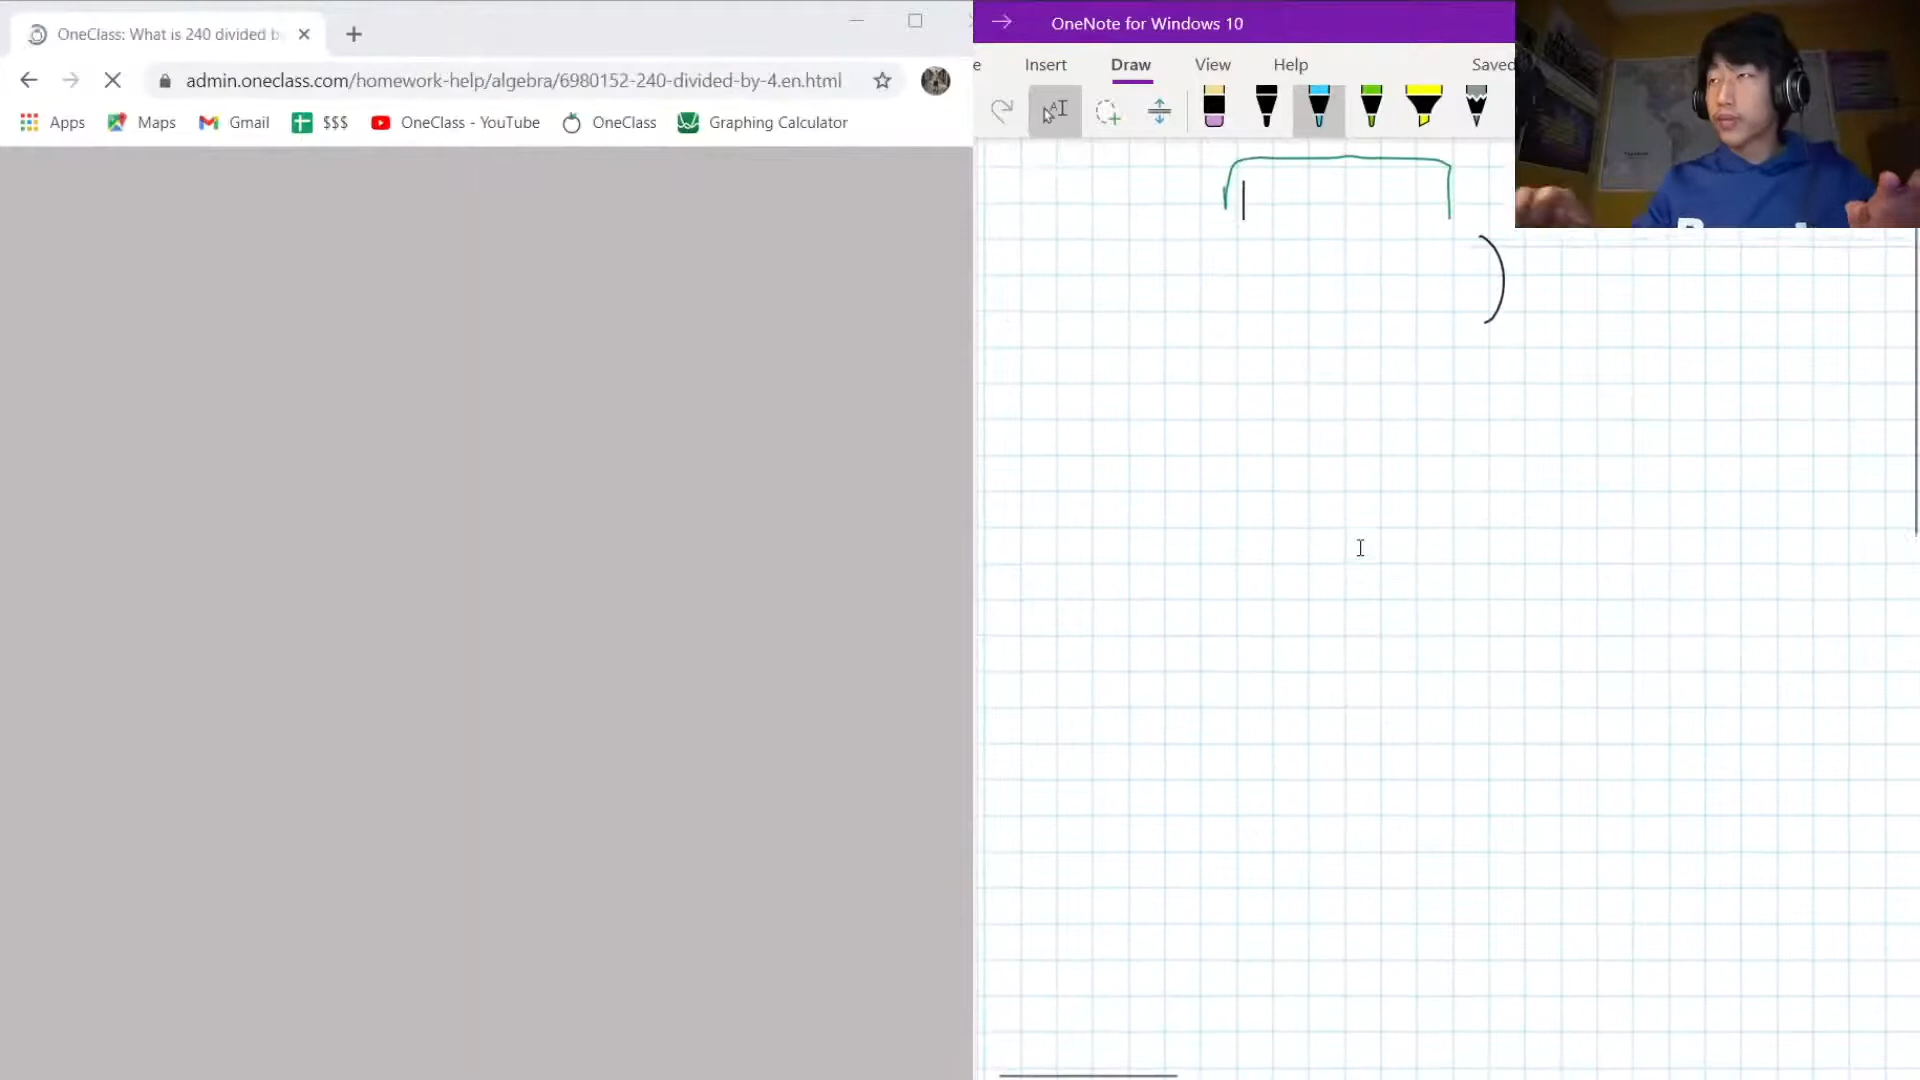 OneClass: What is 240 divided b
OneNote for Windows 10
admin.oneclass.com/homework-help/algebra/6980152-240-divided-by-4.en.html
Insert Draw View Help Saved
Apps Maps Gmail $$$ OneClass - YouTube OneClass Graphing Calculator